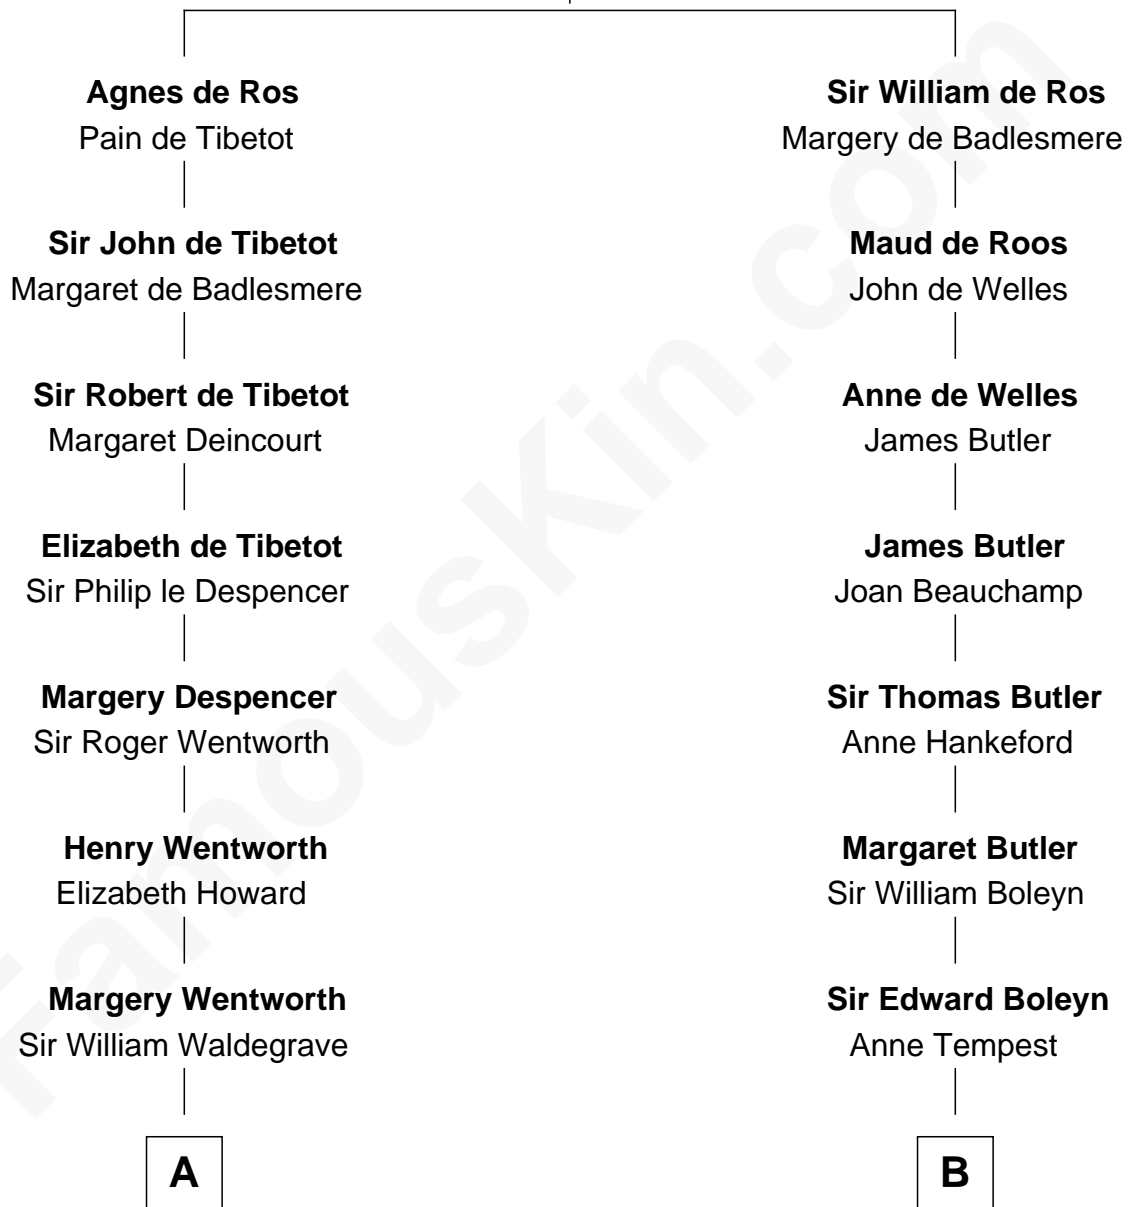 Agnes de Ros
Pain de Tibetot
Sir John de Tibetot
Margaret de Badlesmere
Sir Robert de Tibetot
Margaret Deincourt
Elizabeth de Tibetot
Sir Philip le Despencer
Margery Despencer
Sir Roger Wentworth
Henry Wentworth
Elizabeth Howard
Margery Wentworth
Sir William Waldegrave
A
Sir William de Ros
Margery de Badlesmere
Maud de Roos
John de Welles
Anne de Welles
James Butler
James Butler
Joan Beauchamp
Sir Thomas Butler
Anne Hankeford
Margaret Butler
Sir William Boleyn
Sir Edward Boleyn
Anne Tempest
B
FamousKin.com